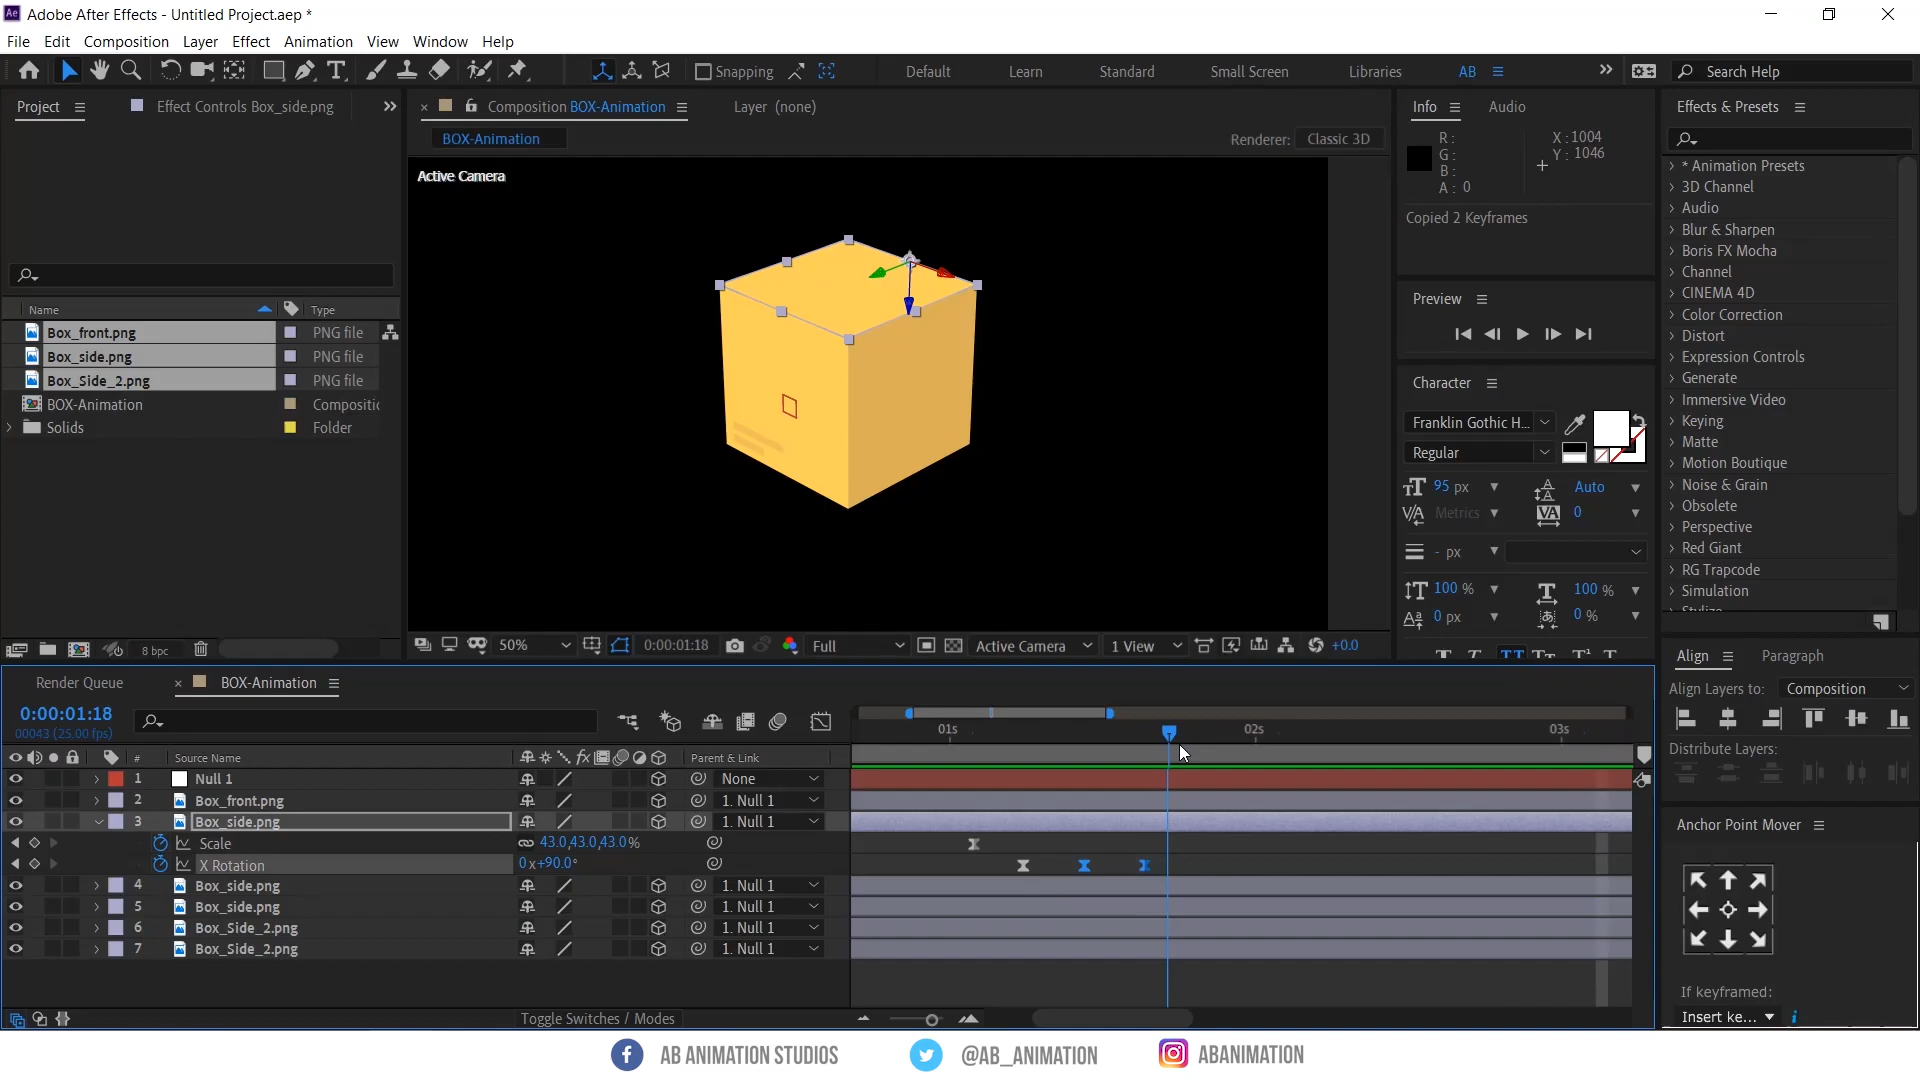 Ae Adobe After Effects - Untitled Project.aep *
File Edit Composition Layer Effect Animation View Window Help
Snapping
Default Learn Standard Small Screen Libraries AB
Search Help
Project
Effect Controls Box_side.png
Composition BOX-Animation
Layer (none)
BOX-Animation
Renderer: Classic 3D
Active Camera
Name Type
Box_front.png PNG file
Box_side.png PNG file
Box_Side_2.png PNG file
BOX-Animation
Solids Folder
8 bpc
50% 0:00:01:18 Full Active Camera 1 View +0.0
Info Audio
R :
G :
B :
A : 0
X : 1004
Y : 1046
Copied 2 Keyframes
Preview
Character
Franklin Gothic H...
Regular
95 px Auto
Metrics 0
- px
100 % 100 %
0 px 0 %
Effects & Presets
* Animation Presets
3D Channel
Audio
Blur & Sharpen
Boris FX Mocha
Channel
CINEMA 4D
Color Correction
Distort
Expression Controls
Generate
Immersive Video
Keying
Matte
Motion Boutique
Noise & Grain
Obsolete
Perspective
Red Giant
RG Trapcode
Simulation
Align Paragraph
Align Layers to: Composition
Distribute Layers:
Anchor Point Mover
If keyframed:
Insert ke...
Render Queue BOX-Animation
0:00:01:18
00043 (25.00 fps)
01s 02s 03s
# Source Name Parent & Link
1 Null 1 None
2 Box_front.png 1. Null 1
3 Box_side.png 1. Null 1
Scale 43.0,43.0,43.0%
X Rotation 0x+90.0°
4 Box_side.png 1. Null 1
5 Box_side.png 1. Null 1
6 Box_Side_2.png 1. Null 1
7 Box_Side_2.png 1. Null 1
Toggle Switches / Modes
AB ANIMATION STUDIOS @AB_ANIMATION ABANIMATION